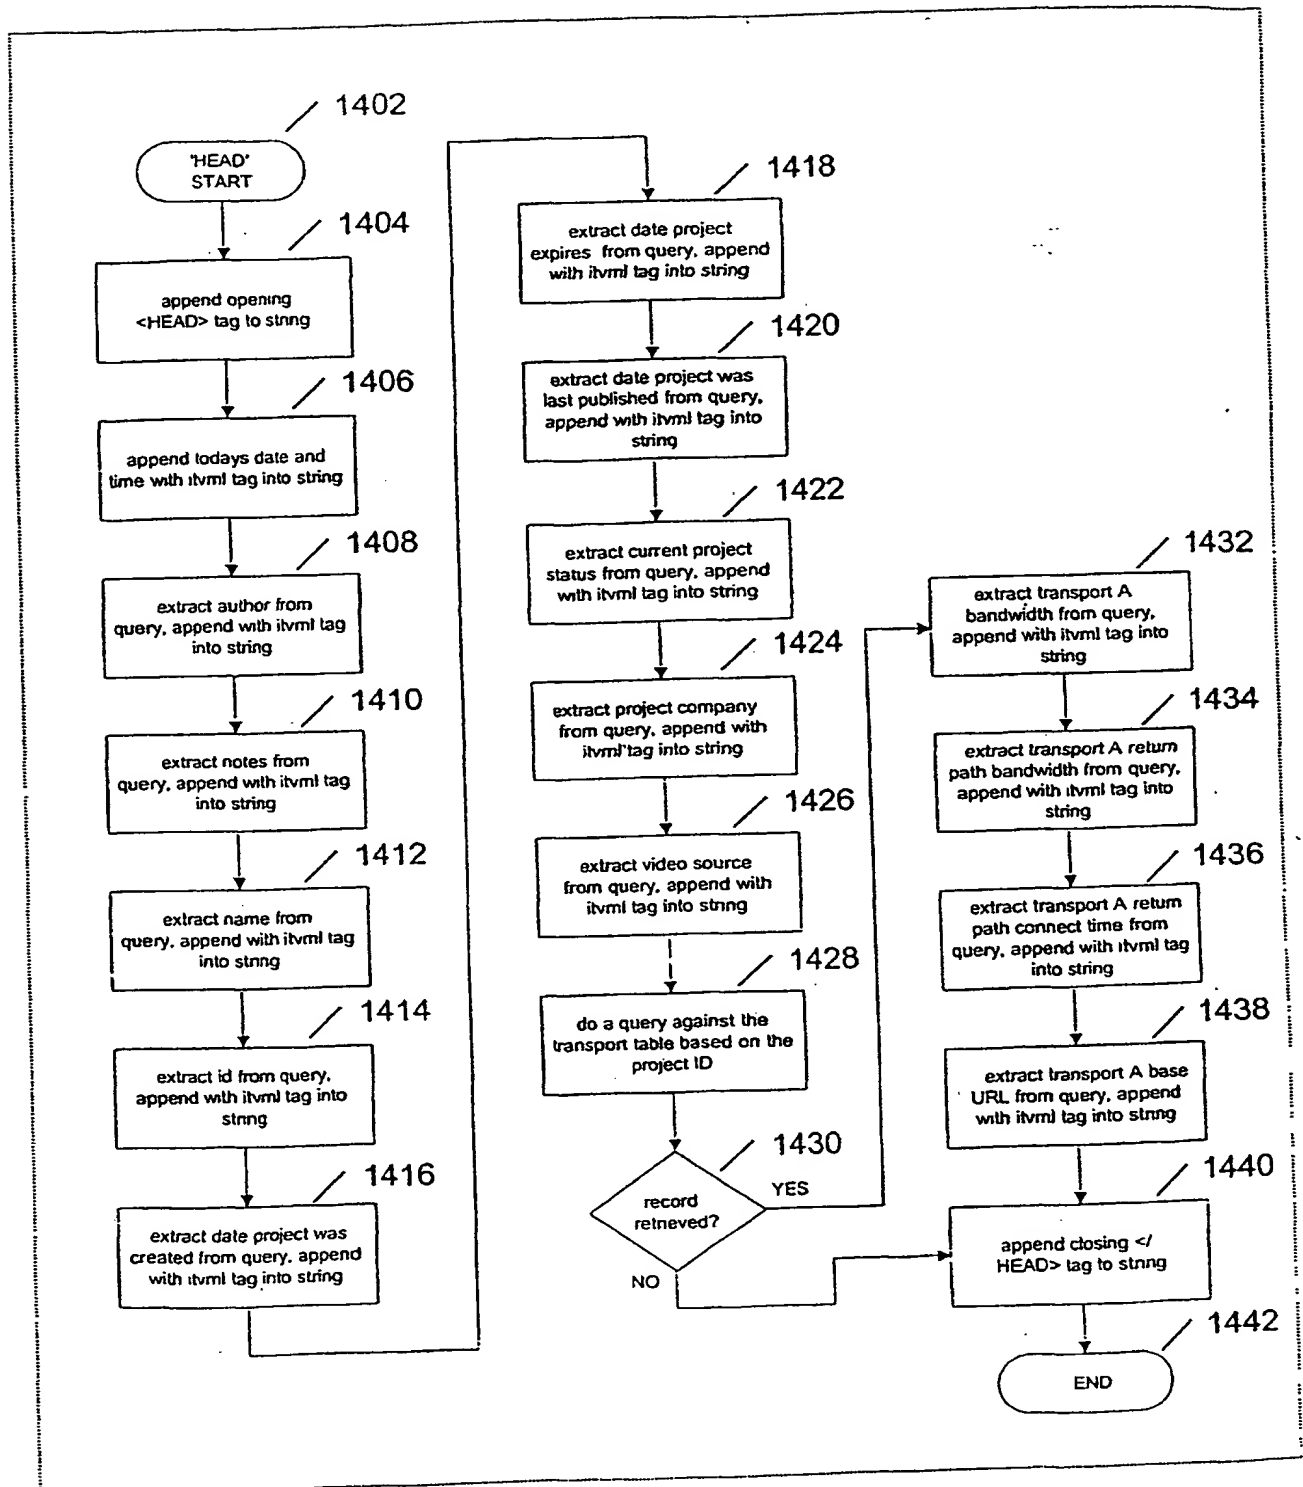 1402
'HEAD'
START
1404
append opening
<HEAD> tag to string
1406
append todays date and
time with itvml tag into string
1408
extract author from
query, append with itvml tag
into string
1410
extract notes from
query, append with itvml tag
into string
1412
extract name from
query, append with itvml tag
into string
1414
extract id from query,
append with itvml tag into
string
1416
extract date project was
created from query, append
with itvml tag into string
1418
extract date project
expires from query, append
with itvml tag into string
1420
extract date project was
last published from query,
append with itvml tag into
string
1422
extract current project
status from query, append
with itvml tag into string
1424
extract project company
from query, append with
itvml tag into string
1426
extract video source
from query, append with
itvml tag into string
1428
do a query against the
transport table based on the
project ID
1430
record
retrieved?
YES
NO
1432
extract transport A
bandwidth from query,
append with itvml tag into
string
1434
extract transport A return
path bandwidth from query,
append with itvml tag into
string
1436
extract transport A return
path connect time from
query, append with itvml tag
into string
1438
extract transport A base
URL from query, append
with itvml tag into string
1440
append closing </
HEAD> tag to string
1442
END